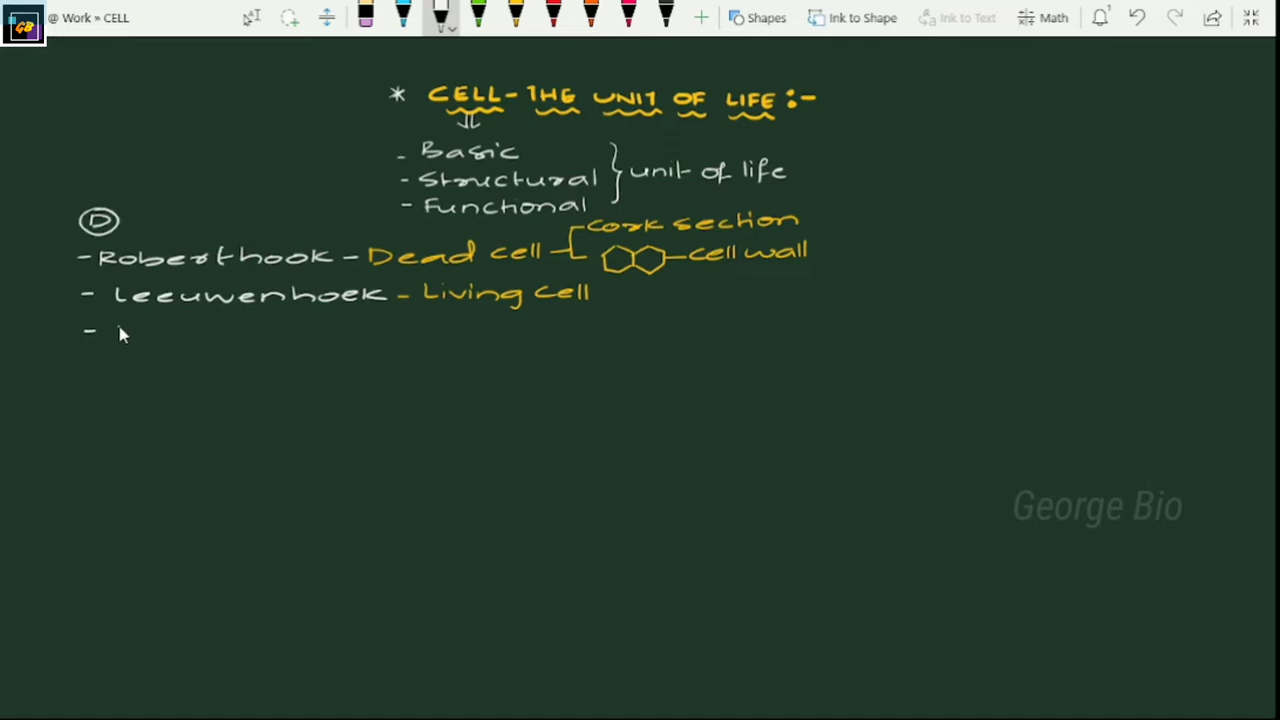 GB
@ Work » CELL
Shapes
Ink to Shape
Ink to Text
Math
* CELL-THE UNIT OF LIFE :-
- Basic
- Structural
- Functional
unit of life
D
- Robert hook - Dead cell
cork section
cell wall
- Leeuwenhoek - Living cell
-
George Bio